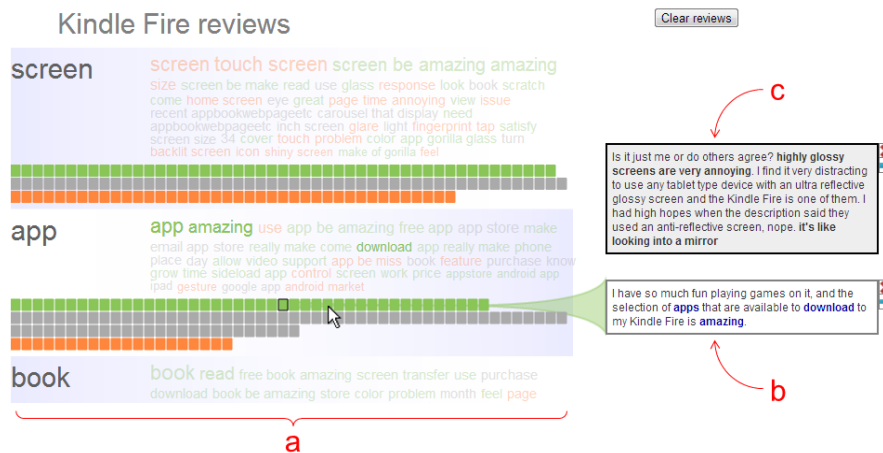 Kindle Fire reviews
Clear reviews
screen
screen touch screen screen be amazing amazing
size screen be make read use glass response look book scratch
come home screen eye great page time annoying view issue
recent appbookwebpageetc carousel that display need
appbookwebpageetc inch screen glare light fingerprint tap satisfy
screen size 34 cover touch problem color app gorilla glass turn
backlit screen icon shiny screen make of gorilla feel
app
app amazing use app be amazing free app app store make
email app store really make come download app really make phone
place day allow video support app be miss book feature purchase know
grow time sideload app control screen work price appstore android app
ipad gesture google app android market
book
book read free book amazing screen transfer use purchase
download book be amazing store color problem month feel page
a
c
Is it just me or do others agree? highly glossy
screens are very annoying. I find it very distracting
to use any tablet type device with an ultra reflective
glossy screen and the Kindle Fire is one of them. I
had high hopes when the description said they
used an anti-reflective screen, nope. it's like
looking into a mirror
I have so much fun playing games on it, and the
selection of apps that are available to download to
my Kindle Fire is amazing.
b